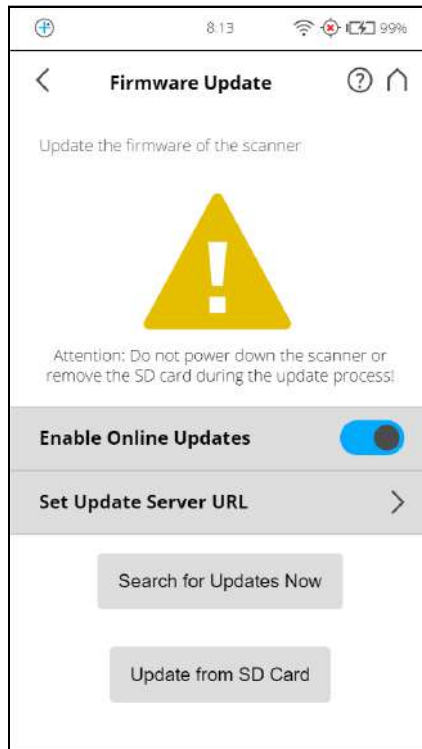 8.13
99%
Firmware Update
Update the firmware of the scanner
Attention: Do not power down the scanner or
remove the SD card during the update process!
Enable Online Updates
Set Update Server URL
Search for Updates Now
Update from SD Card